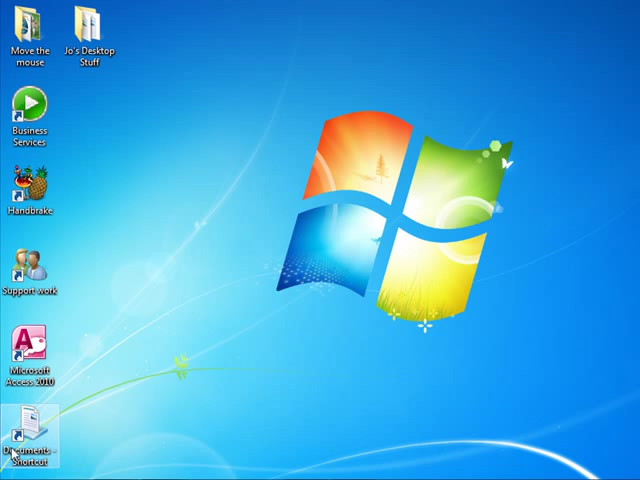 Move the
mouse
Jo's Desktop
Stuff
Business
Services
Handbrake
Support work
A
Microsoft
Access 2010
Documents -
Shortcut